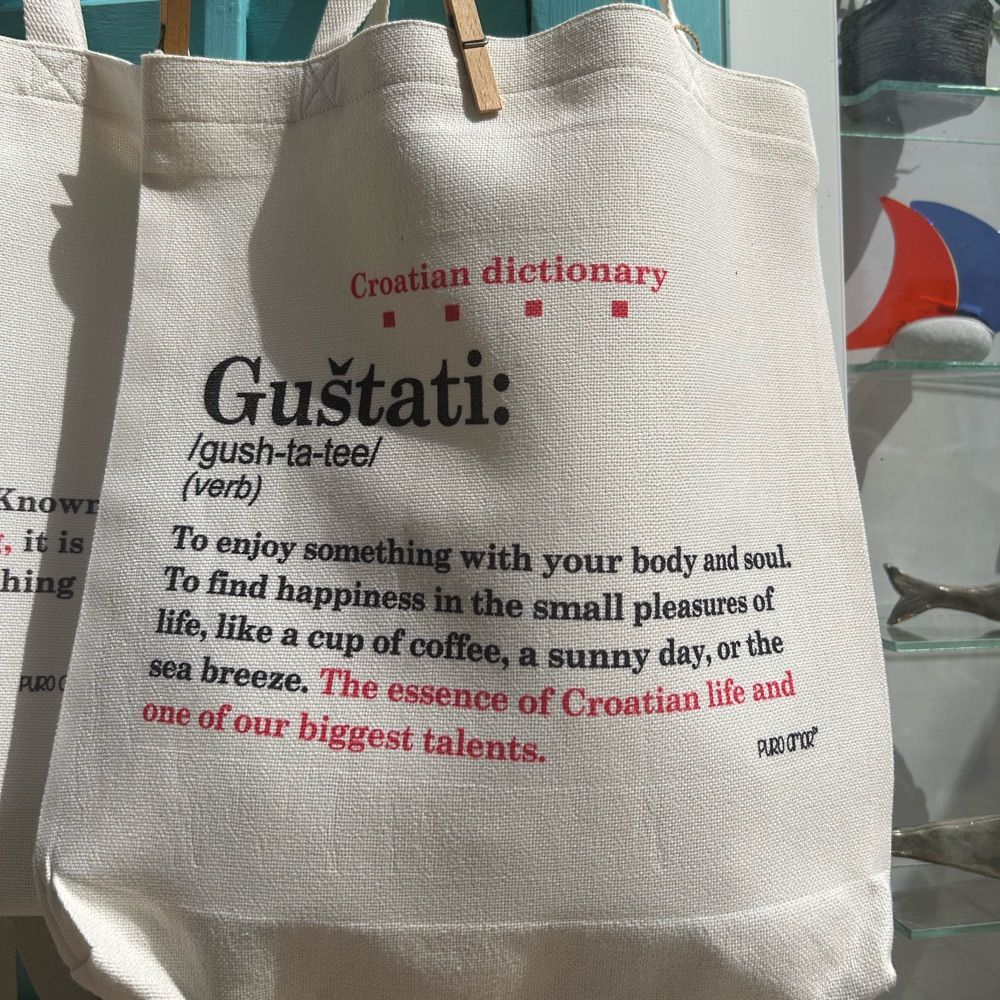 Croatian dictionary
Guštati:
/gush-ta-tee/
(verb)
To enjoy something with your body and soul.
To find happiness in the small pleasures of
life, like a cup of coffee, a sunny day, or the
sea breeze. The essence of Croatian life and
one of our biggest talents.
PURO AMOR
it is
hing
PURO